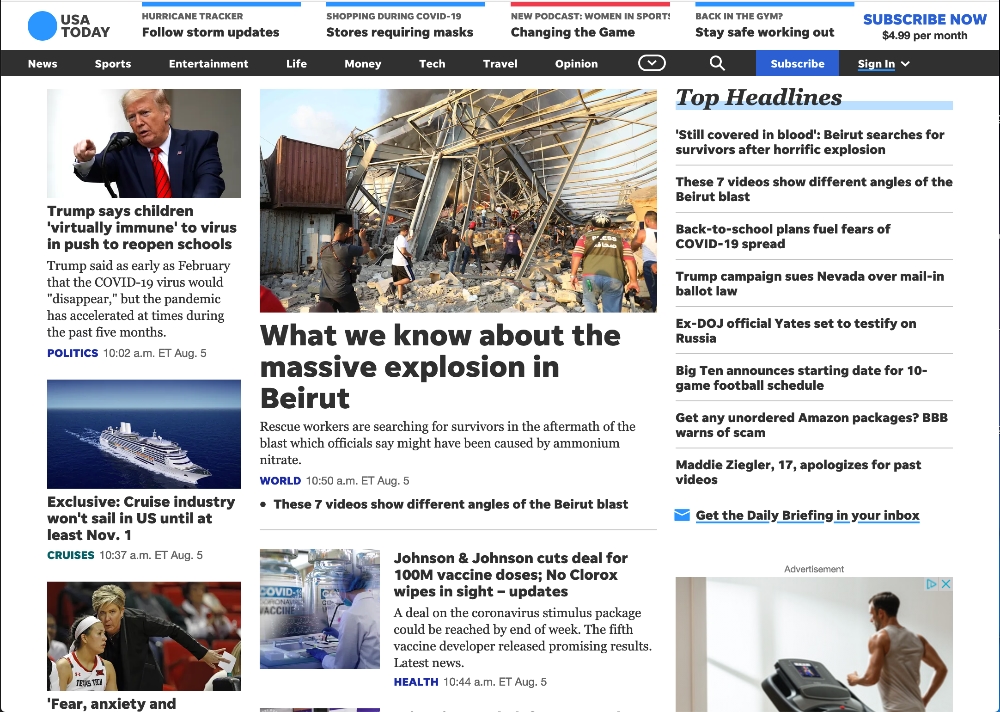 USA
TODAY
HURRICANE TRACKER
Follow storm updates
SHOPPING DURING COVID-19
Stores requiring masks
NEW PODCAST: WOMEN IN SPORTS
Changing the Game
BACK IN THE GYM?
Stay safe working out
SUBSCRIBE NOW
$4.99 per month
News Sports Entertainment Life Money Tech Travel Opinion Subscribe Sign In
Trump says children
'virtually immune' to virus
in push to reopen schools
Trump said as early as February
that the COVID-19 virus would
"disappear," but the pandemic
has accelerated at times during
the past five months.
POLITICS 10:02 a.m. ET Aug. 5
Exclusive: Cruise industry
won't sail in US until at
least Nov. 1
CRUISES 10:37 a.m. ET Aug. 5
TEXAS TECH
'Fear, anxiety and
PRESS
What we know about the
massive explosion in
Beirut
Rescue workers are searching for survivors in the aftermath of the
blast which officials say might have been caused by ammonium
nitrate.
WORLD 10:50 a.m. ET Aug. 5
• These 7 videos show different angles of the Beirut blast
COVID-
CORONAVIRUS
VACCINE
Johnson & Johnson cuts deal for
100M vaccine doses; No Clorox
wipes in sight – updates
A deal on the coronavirus stimulus package
could be reached by end of week. The fifth
vaccine developer released promising results.
Latest news.
HEALTH 10:44 a.m. ET Aug. 5
Top Headlines
'Still covered in blood': Beirut searches for
survivors after horrific explosion
These 7 videos show different angles of the
Beirut blast
Back-to-school plans fuel fears of
COVID-19 spread
Trump campaign sues Nevada over mail-in
ballot law
Ex-DOJ official Yates set to testify on
Russia
Big Ten announces starting date for 10-
game football schedule
Get any unordered Amazon packages? BBB
warns of scam
Maddie Ziegler, 17, apologizes for past
videos
Get the Daily Briefing in your inbox
Advertisement